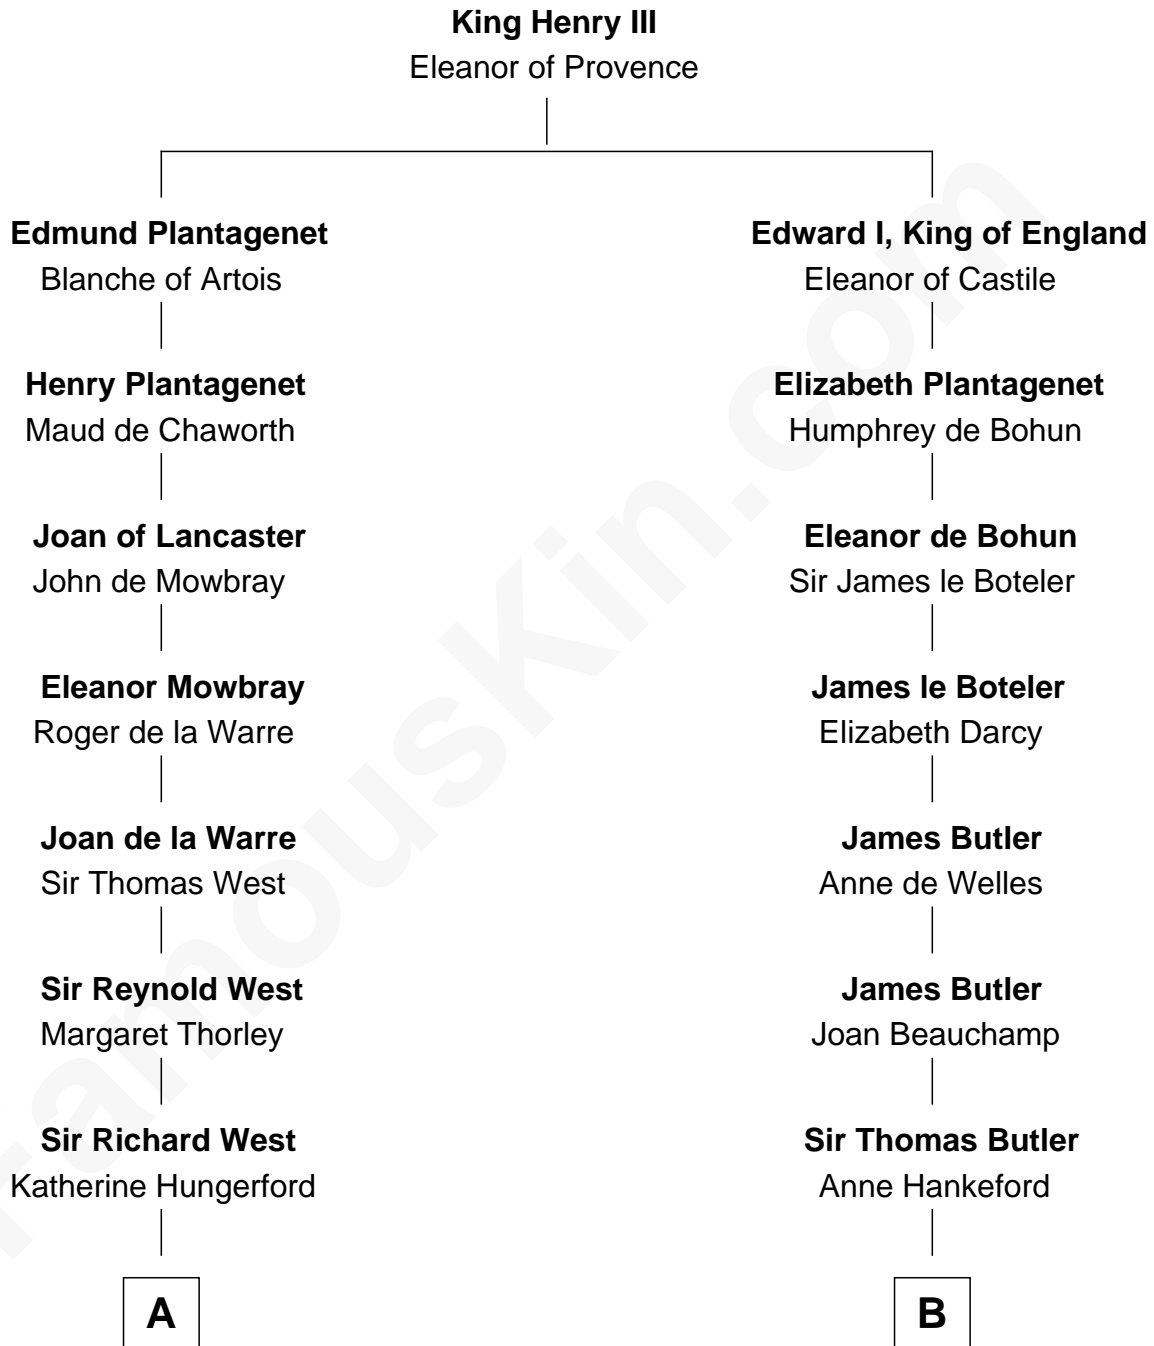 King Henry III
Eleanor of Provence
Edmund Plantagenet
Blanche of Artois
Edward I, King of England
Eleanor of Castile
Henry Plantagenet
Maud de Chaworth
Elizabeth Plantagenet
Humphrey de Bohun
Joan of Lancaster
John de Mowbray
Eleanor de Bohun
Sir James le Boteler
Eleanor Mowbray
Roger de la Warre
James le Boteler
Elizabeth Darcy
Joan de la Warre
Sir Thomas West
James Butler
Anne de Welles
Sir Reynold West
Margaret Thorley
James Butler
Joan Beauchamp
Sir Richard West
Katherine Hungerford
Sir Thomas Butler
Anne Hankeford
A
B
FamousKin.com